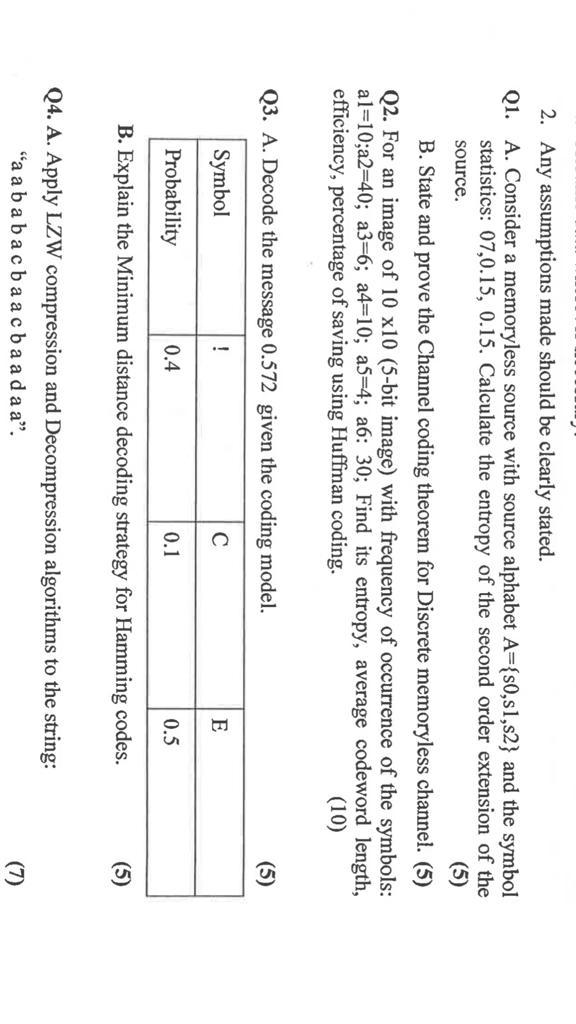 2. Any assumptions made should be clearly stated.
Q1. A. Consider a memoryless source with source alphabet A={s0,s1,s2} and the symbol
statistics: 07,0.15, 0.15. Calculate the entropy of the second order extension of the
source. (5)
B. State and prove the Channel coding theorem for Discrete memoryless channel. (5)
Q2. For an image of 10 x10 (5-bit image) with frequency of occurrence of the symbols:
a1=10;a2=40; a3=6; a4=10; a5=4; a6: 30; Find its entropy, average codeword length,
efficiency, percentage of saving using Huffman coding. (10)
Q3. A. Decode the message 0.572 given the coding model. (5)
Symbol ! C E
Probability 0.4 0.1 0.5
B. Explain the Minimum distance decoding strategy for Hamming codes. (5)
Q4. A. Apply LZW compression and Decompression algorithms to the string:
“a a b a b a c b a a c b a a d a a”. (7)